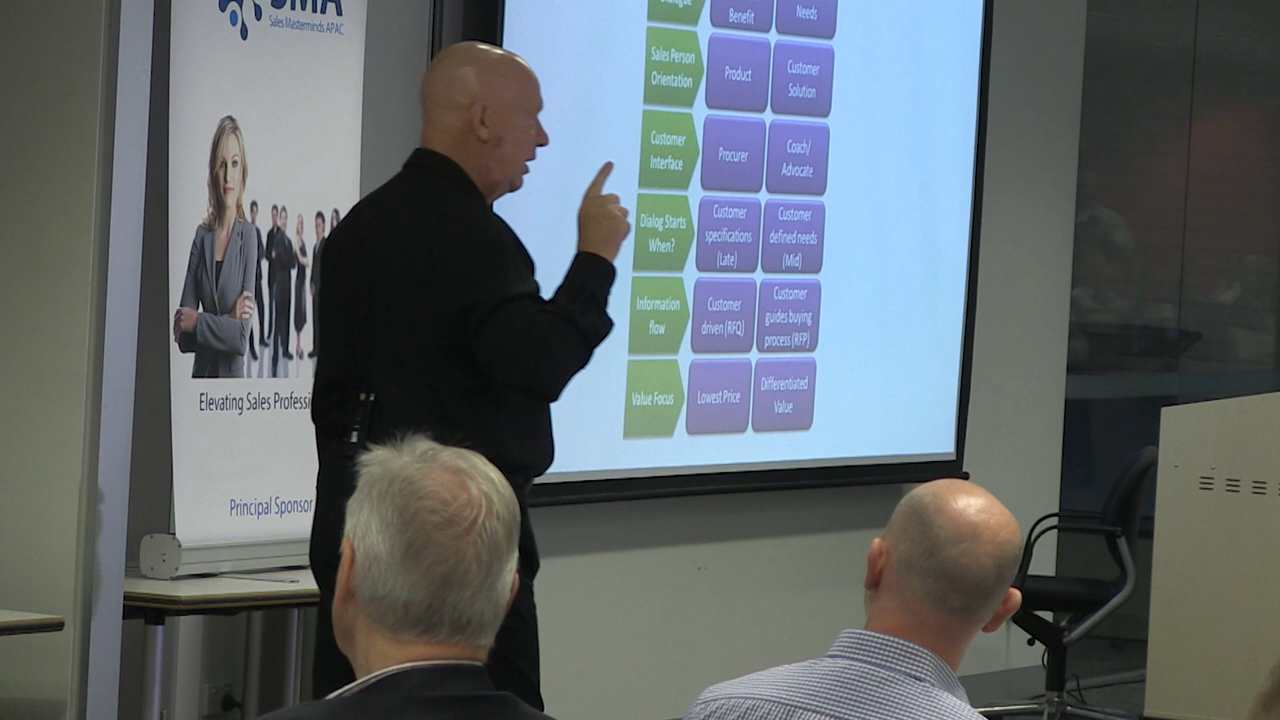 SMA
Sales Masterminds APAC
Elevating Sales Professi
Principal Sponsor
Dialogue
Benefit
Needs
Sales Person
Orientation
Product
Customer
Solution
Customer
Interface
Procurer
Coach/
Advocate
Dialog Starts
When?
Customer
specifications
(Late)
Customer
defined needs
(Mid)
Information
flow
Customer
driven (RFQ)
Customer
guides buying
process (RFP)
Value Focus
Lowest Price
Differentiated
Value